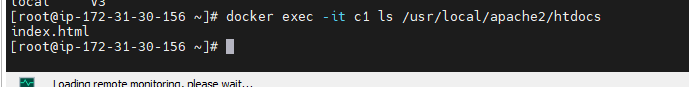 local     V3
[root@ip-172-31-30-156 ~]# docker exec -it c1 ls /usr/local/apache2/htdocs
index.html
[root@ip-172-31-30-156 ~]#
Loading remote monitoring, please wait...